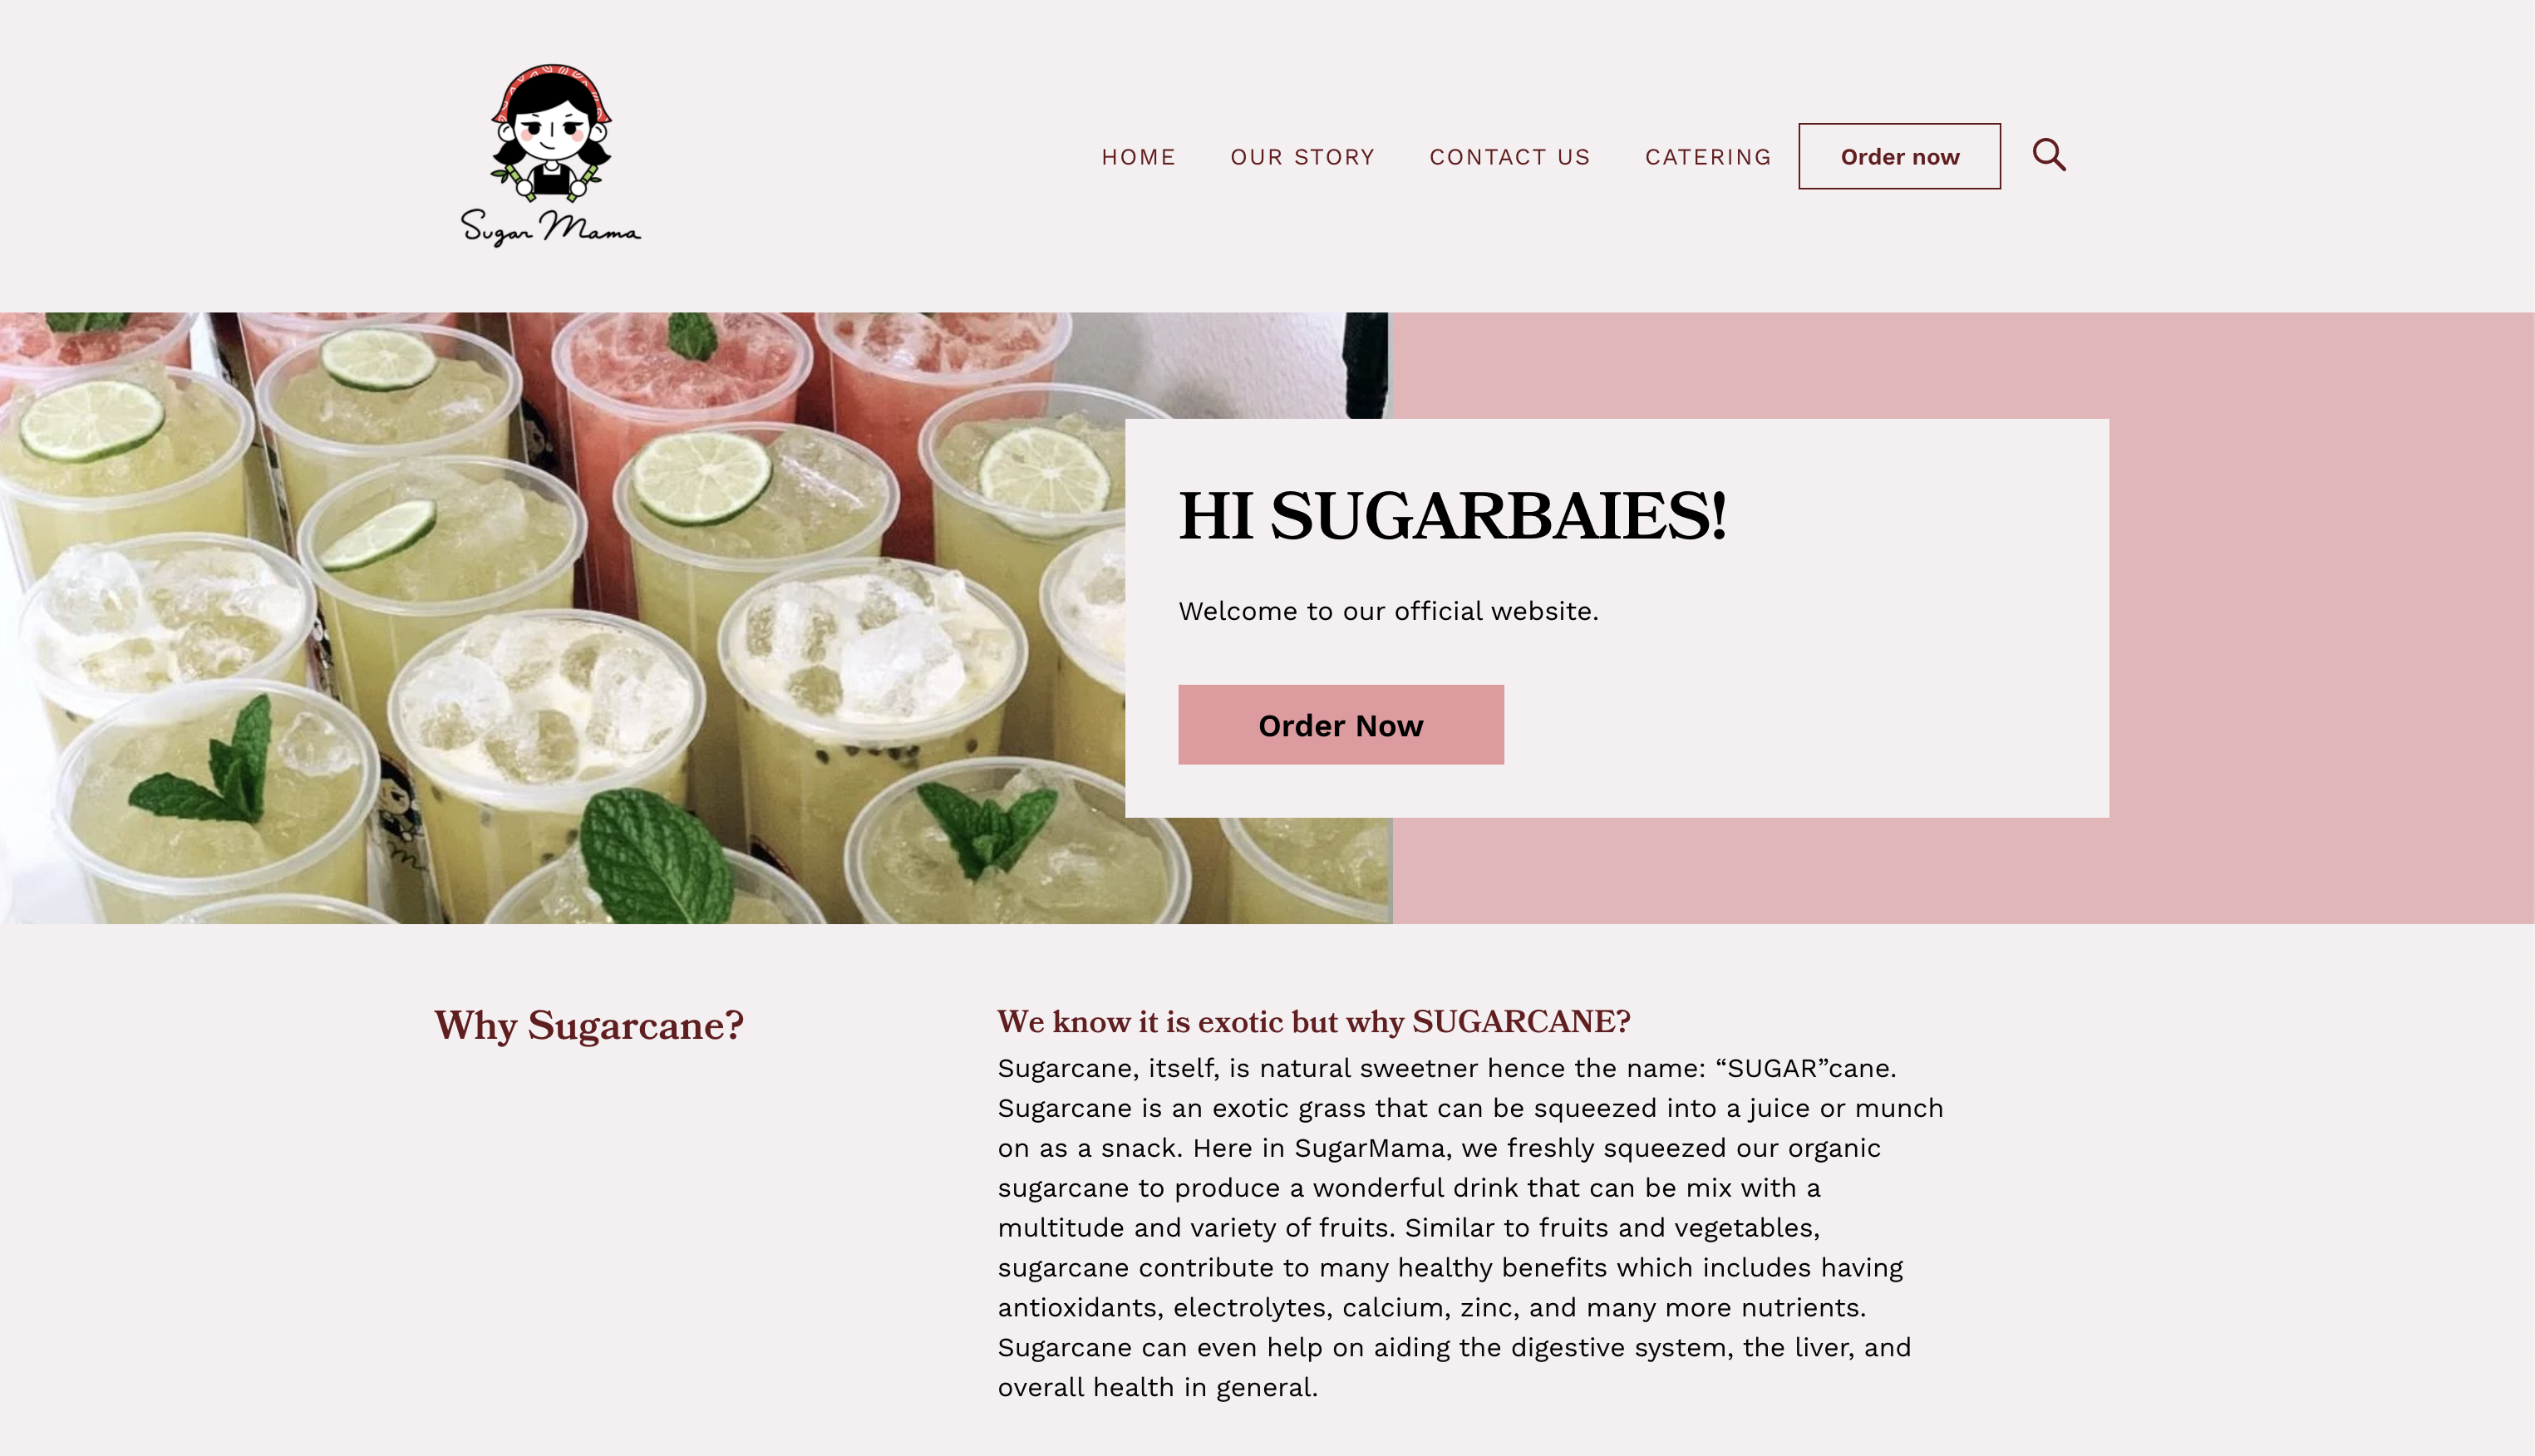 Sugar Mama
HOME OUR STORY CONTACT US CATERING Order now
HI SUGARBAIES!
Welcome to our official website.
Order Now
Why Sugarcane?
We know it is exotic but why SUGARCANE?
Sugarcane, itself, is natural sweetner hence the name: “SUGAR”cane.
Sugarcane is an exotic grass that can be squeezed into a juice or munch
on as a snack. Here in SugarMama, we freshly squeezed our organic
sugarcane to produce a wonderful drink that can be mix with a
multitude and variety of fruits. Similar to fruits and vegetables,
sugarcane contribute to many healthy benefits which includes having
antioxidants, electrolytes, calcium, zinc, and many more nutrients.
Sugarcane can even help on aiding the digestive system, the liver, and
overall health in general.